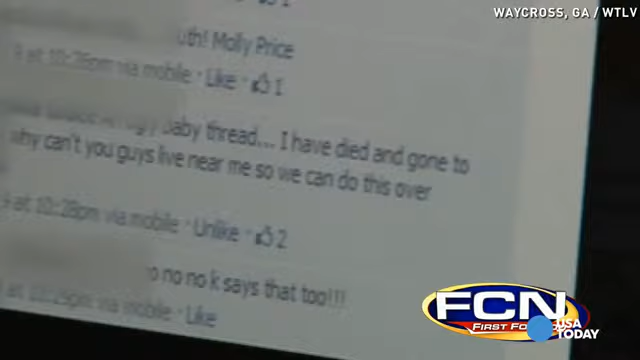 WAYCROSS, GA / WTLV
uth! Molly Price
at 10:26pm via mobile · Like · 1
baby thread... I have died and gone to
why can't you guys live near me so we can do this over
at 10:28pm via mobile · Unlike · 2
o no no k says that too!!!
at 10:29pm via mobile · Like
FCN
FIRST
USA
TODAY